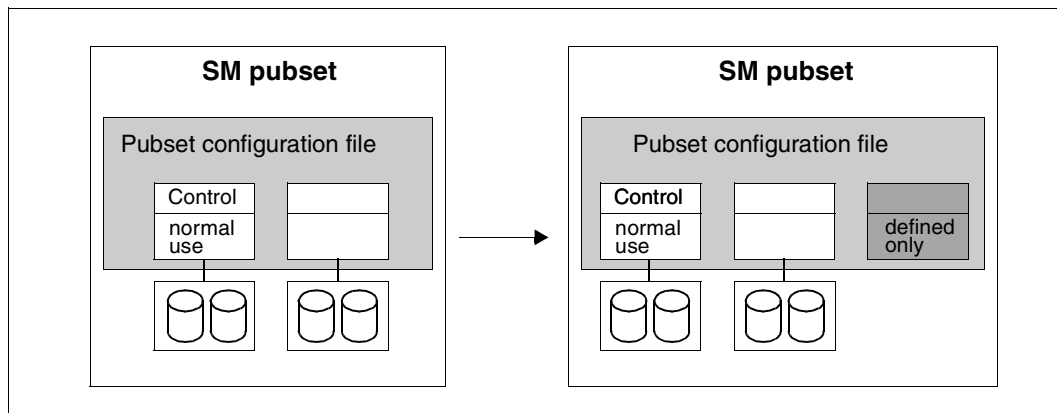 SM pubset
Pubset configuration file
Control
normal
use
SM pubset
Pubset configuration file
Control
normal
use
defined
only